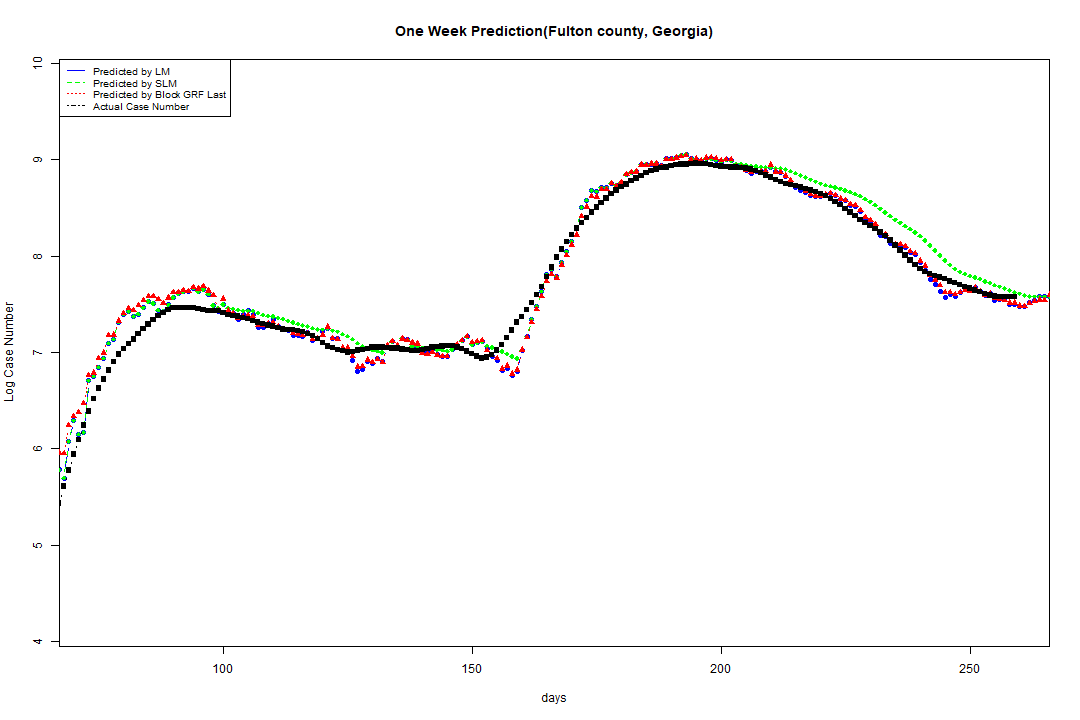 One Week Prediction(Fulton county, Georgia)
Predicted by LM
Predicted by SLM
Predicted by Block GRF Last
Actual Case Number
10
9
8
7
6
5
4
Log Case Number
100 150 200 250
days